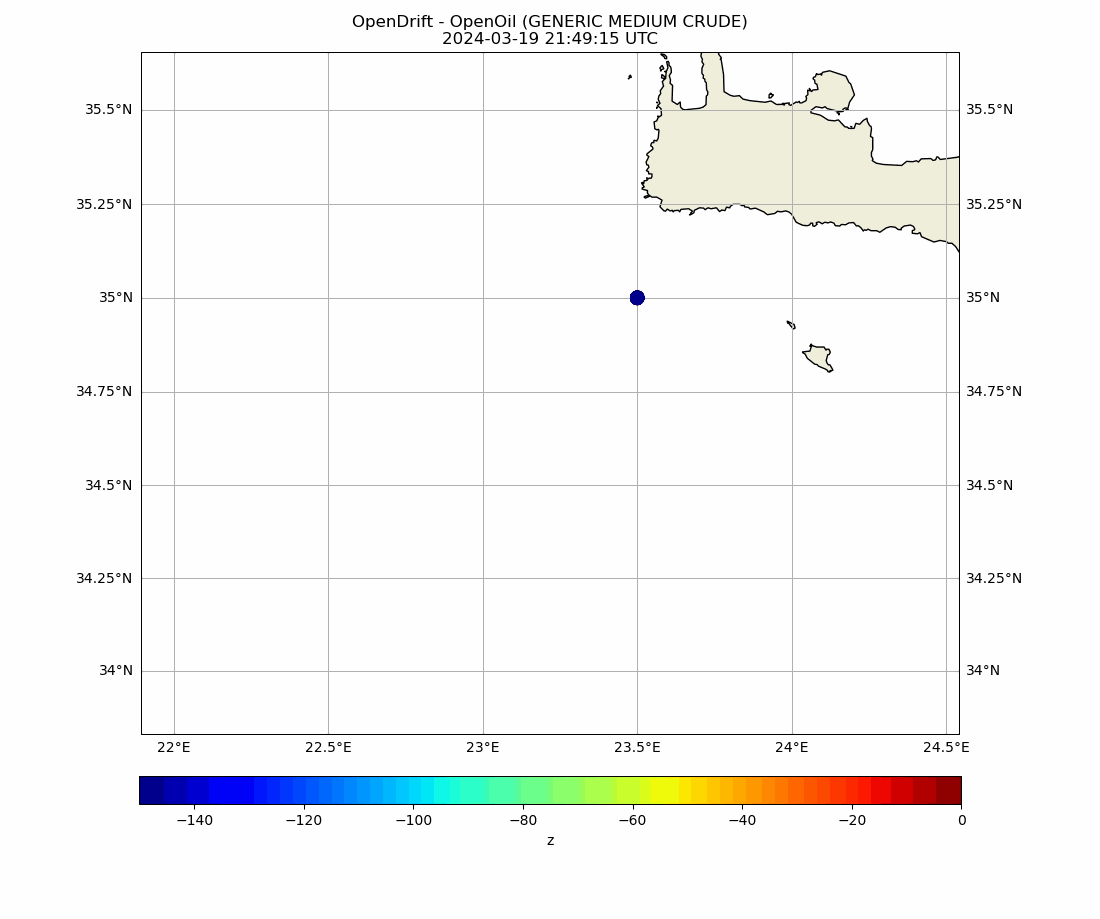 OpenDrift - OpenOil (GENERIC MEDIUM CRUDE)
2024-03-19 21:49:15 UTC
35.5°N 35.5°N
35.25°N 35.25°N
35°N 35°N
34.75°N 34.75°N
34.5°N 34.5°N
34.25°N 34.25°N
34°N 34°N
22°E 22.5°E 23°E 23.5°E 24°E 24.5°E
−140 −120 −100 −80 −60 −40 −20 0
z